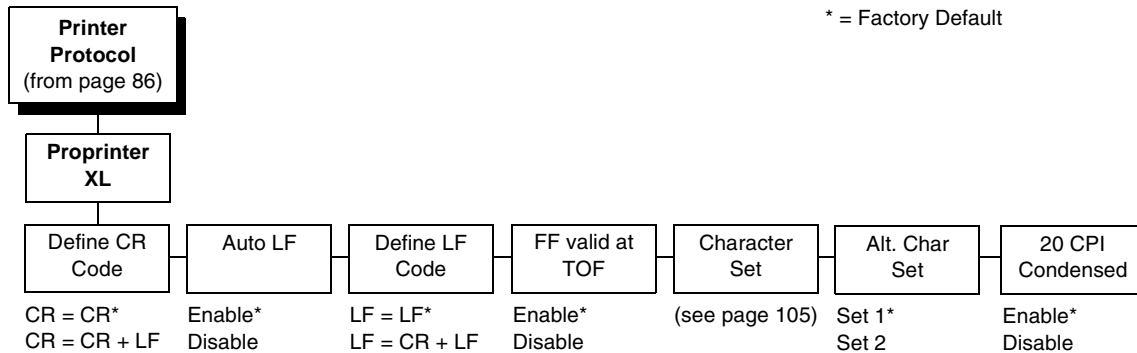 * = Factory Default
Printer
Protocol
(from page 86)
Proprinter
XL
Define CR
Code
CR = CR*
CR = CR + LF
Auto LF
Enable*
Disable
Define LF
Code
LF = LF*
LF = CR + LF
FF valid at
TOF
Enable*
Disable
Character
Set
(see page 105)
Alt. Char
Set
Set 1*
Set 2
20 CPI
Condensed
Enable*
Disable